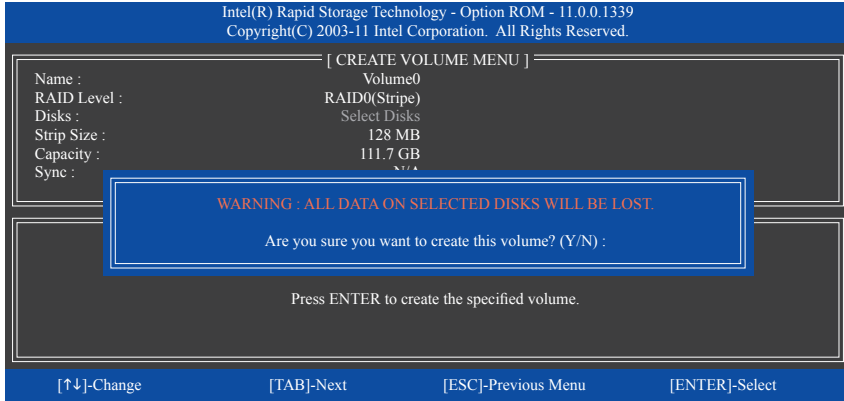 Intel(R) Rapid Storage Technology - Option ROM - 11.0.0.1339
Copyright(C) 2003-11 Intel Corporation. All Rights Reserved.
[ CREATE VOLUME MENU ]
Name : Volume0
RAID Level : RAID0(Stripe)
Disks : Select Disks
Strip Size : 128 MB
Capacity : 111.7 GB
Sync : N/A
WARNING : ALL DATA ON SELECTED DISKS WILL BE LOST.
Are you sure you want to create this volume? (Y/N) :
Press ENTER to create the specified volume.
[↑↓]-Change [TAB]-Next [ESC]-Previous Menu [ENTER]-Select